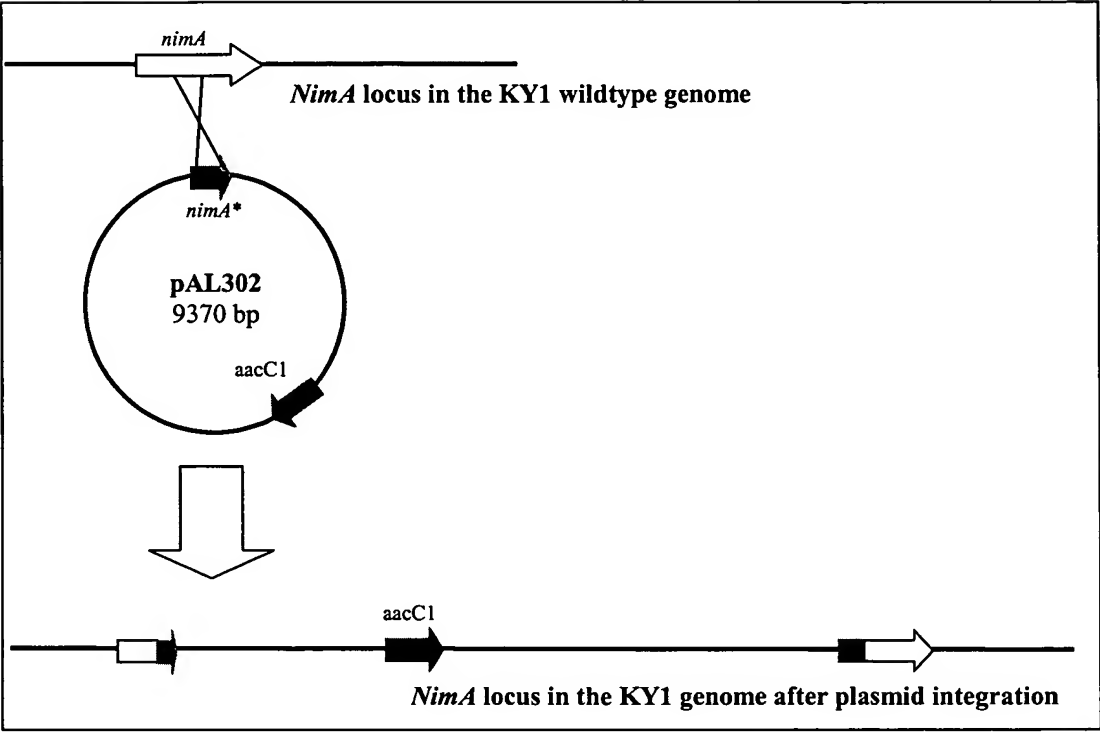 nimA
NimA locus in the KY1 wildtype genome
nimA*
pAL302
9370 bp
aacC1
aacC1
NimA locus in the KY1 genome after plasmid integration